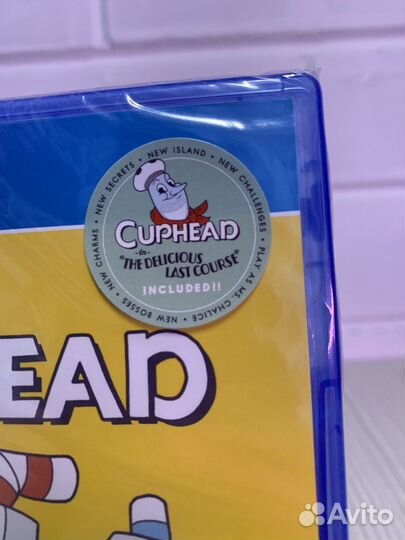 NEW CHARMS • NEW SECRETS • NEW ISLAND • NEW CHALLENGES • PLAY AS MS. CHALICE • NEW BOSSES •
CUPHEAD
-in-
"THE DELICIOUS
LAST COURSE"
INCLUDED!!
EAD
Avito